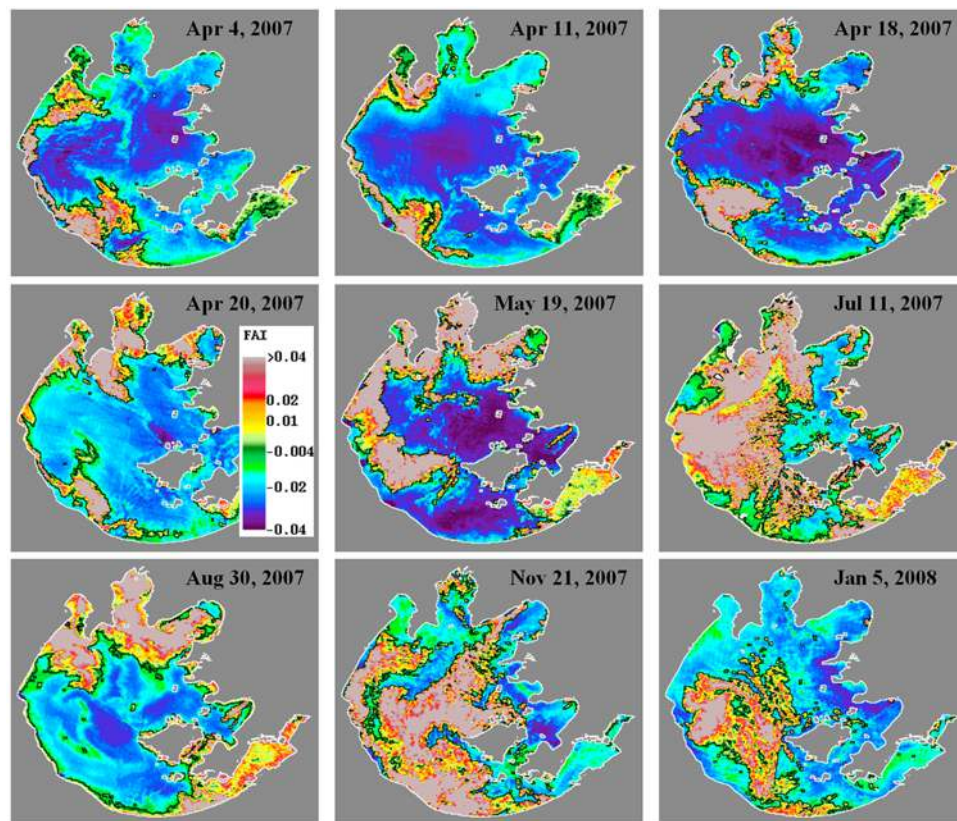 Apr 4, 2007
Apr 11, 2007
Apr 18, 2007
Apr 20, 2007
FAI
>0.04
0.02
0.01
-0.004
-0.02
-0.04
May 19, 2007
Jul 11, 2007
Aug 30, 2007
Nov 21, 2007
Jan 5, 2008